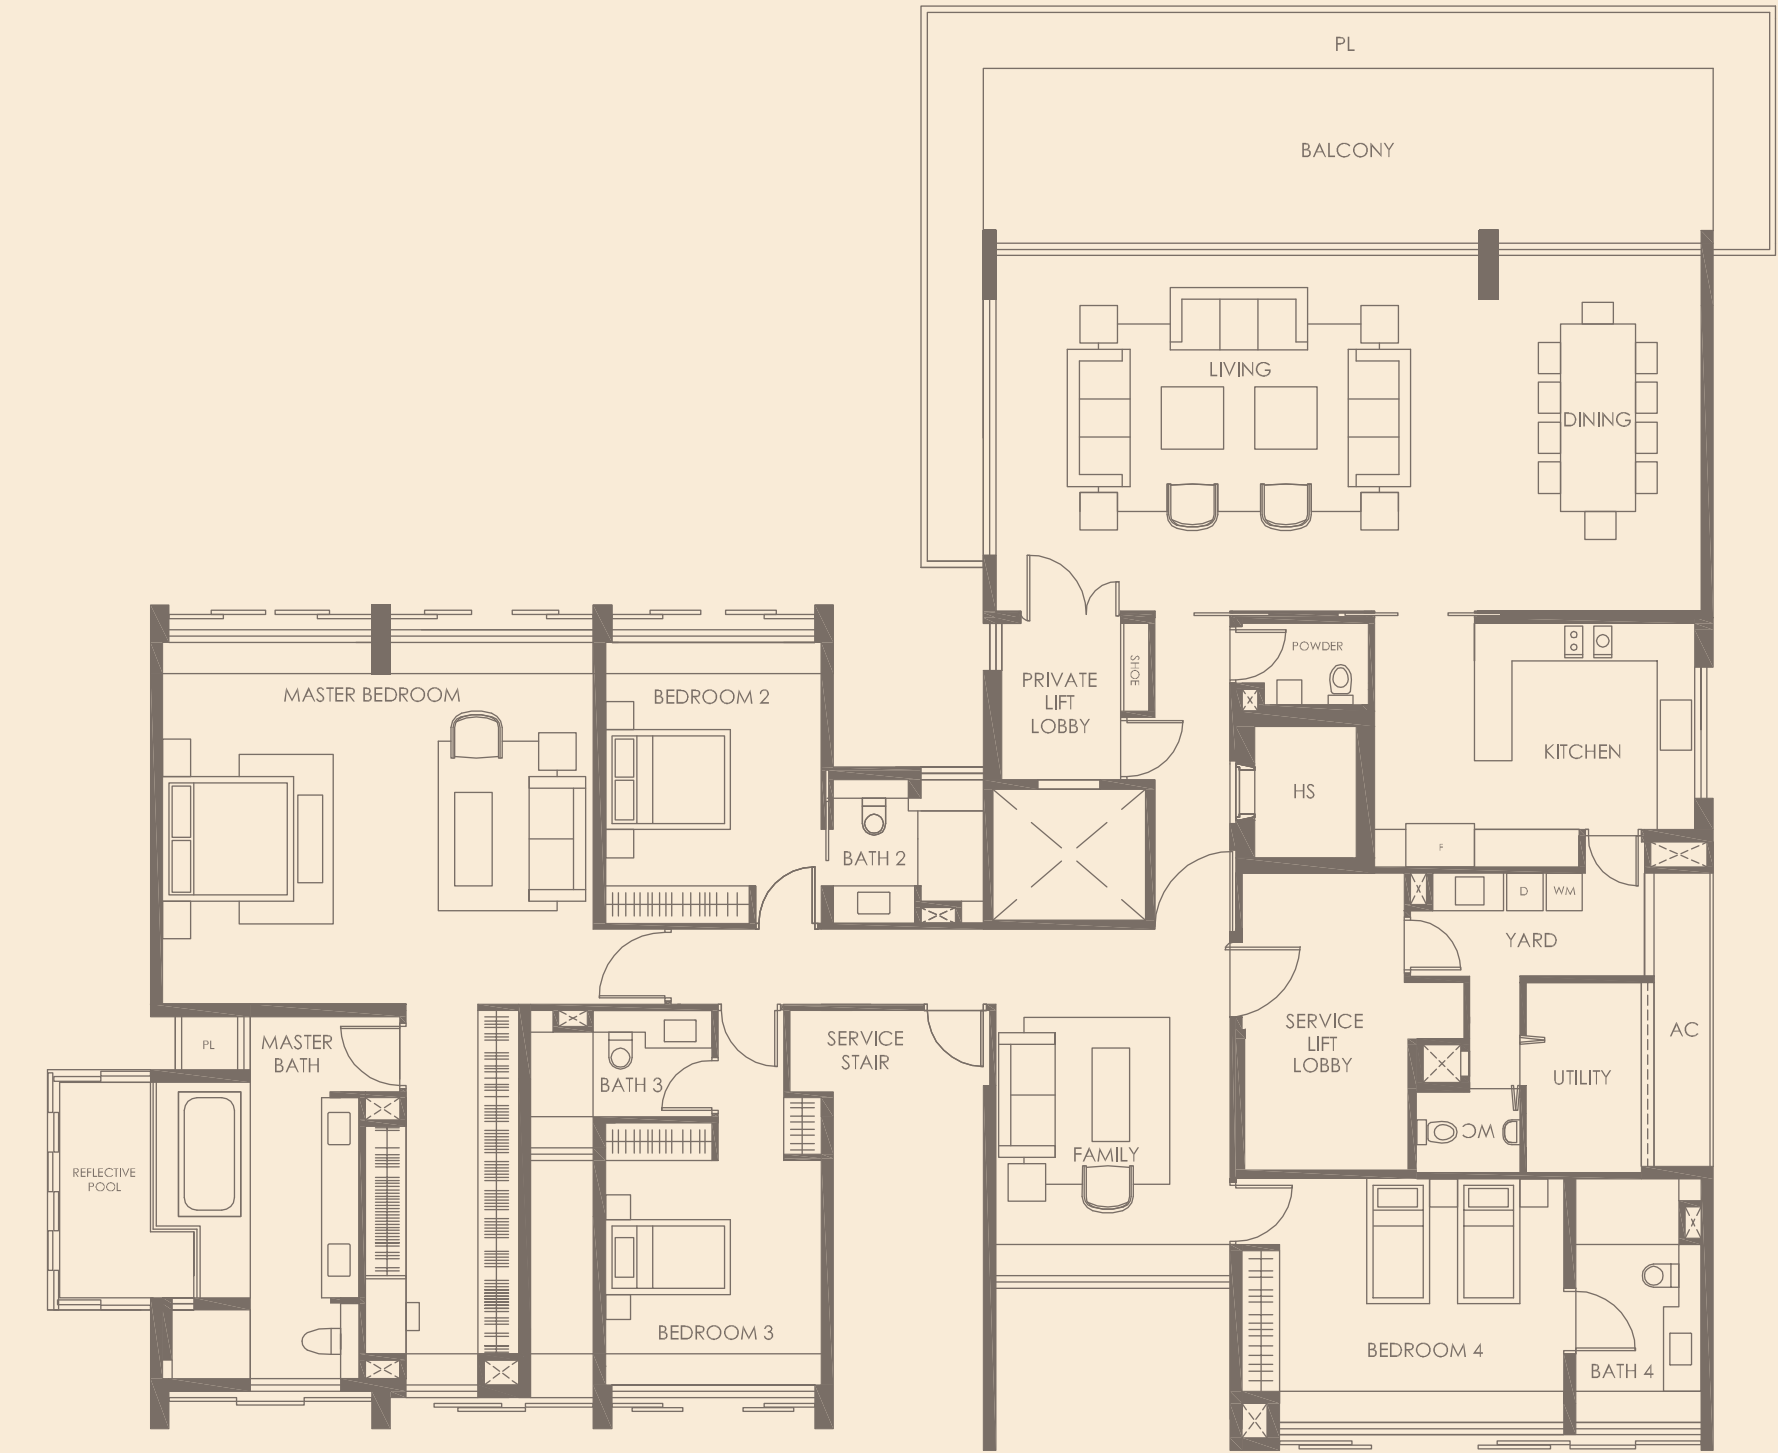 PL
BALCONY
LIVING
DINING
POWDER
SHOE
PRIVATE
LIFT
LOBBY
MASTER BEDROOM
BEDROOM 2
KITCHEN
HS
F
BATH 2
D
WM
YARD
SERVICE
LIFT
LOBBY
AC
SERVICE
STAIR
PL
MASTER
BATH
BATH 3
UTILITY
WC
FAMILY
REFLECTIVE
POOL
BEDROOM 3
BEDROOM 4
BATH 4